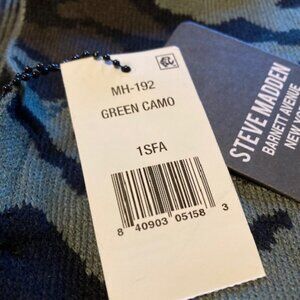 MH-192
GREEN CAMO
1SFA
8 40903 05158 3
STEVE MADDEN
BARNETT AVENUE
NEW YOR